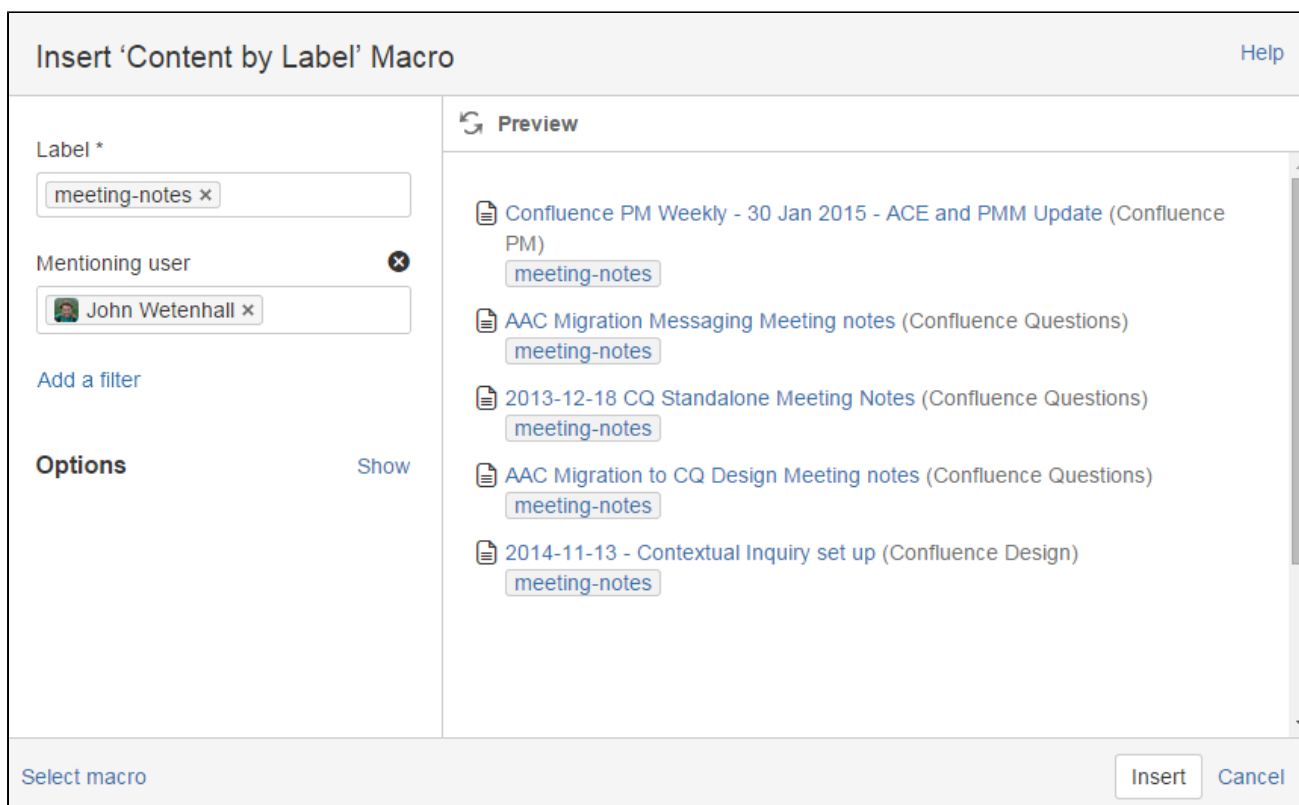 Insert ‘Content by Label’ Macro
Help
Label *
meeting-notes ×
Mentioning user
John Wetenhall ×
Add a filter
Options
Show
Preview
Confluence PM Weekly - 30 Jan 2015 - ACE and PMM Update (Confluence
PM)
meeting-notes
AAC Migration Messaging Meeting notes (Confluence Questions)
meeting-notes
2013-12-18 CQ Standalone Meeting Notes (Confluence Questions)
meeting-notes
AAC Migration to CQ Design Meeting notes (Confluence Questions)
meeting-notes
2014-11-13 - Contextual Inquiry set up (Confluence Design)
meeting-notes
Select macro
Insert
Cancel